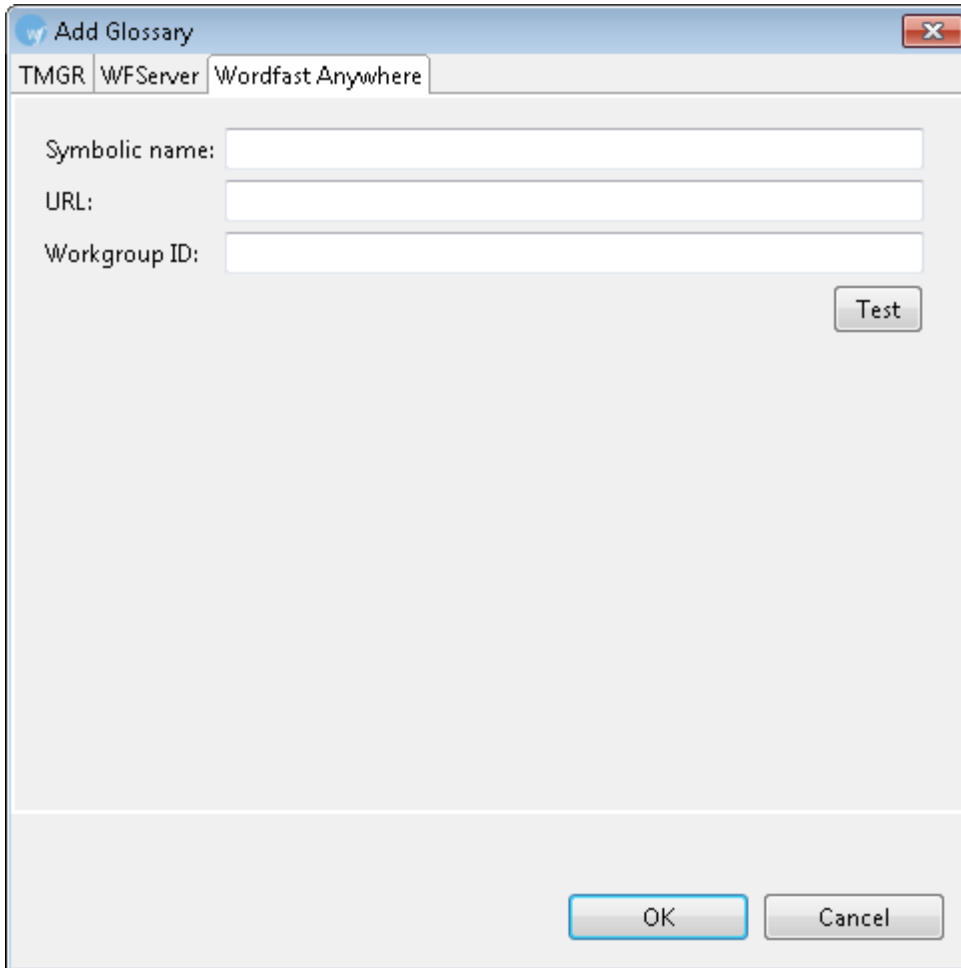 Add Glossary
TMGR WFServer Wordfast Anywhere
Symbolic name:
URL:
Workgroup ID:
Test
OK Cancel